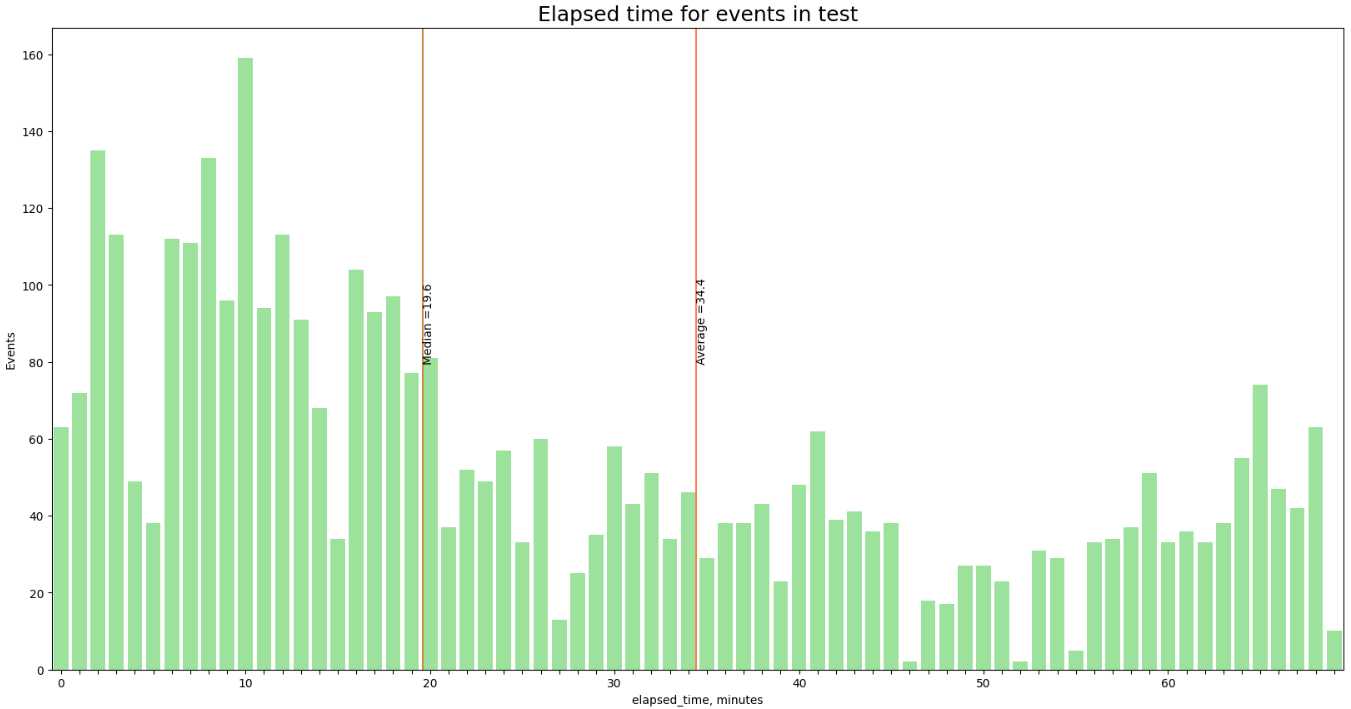 Elapsed time for events in test
160
140
120
100
80
60
40
20
0
Events
Median =19.6
Average =34.4
0 10 20 30 40 50 60
elapsed_time, minutes